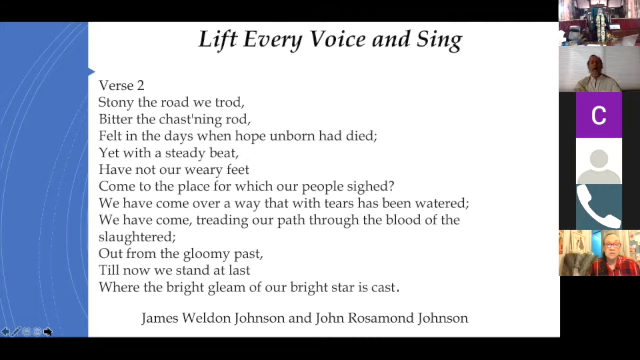 Lift Every Voice and Sing
Verse 2
Stony the road we trod,
Bitter the chast'ning rod,
Felt in the days when hope unborn had died;
Yet with a steady beat,
Have not our weary feet
Come to the place for which our people sighed?
We have come over a way that with tears has been watered;
We have come, treading our path through the blood of the
slaughtered;
Out from the gloomy past,
Till now we stand at last
Where the bright gleam of our bright star is cast.
James Weldon Johnson and John Rosamond Johnson
C